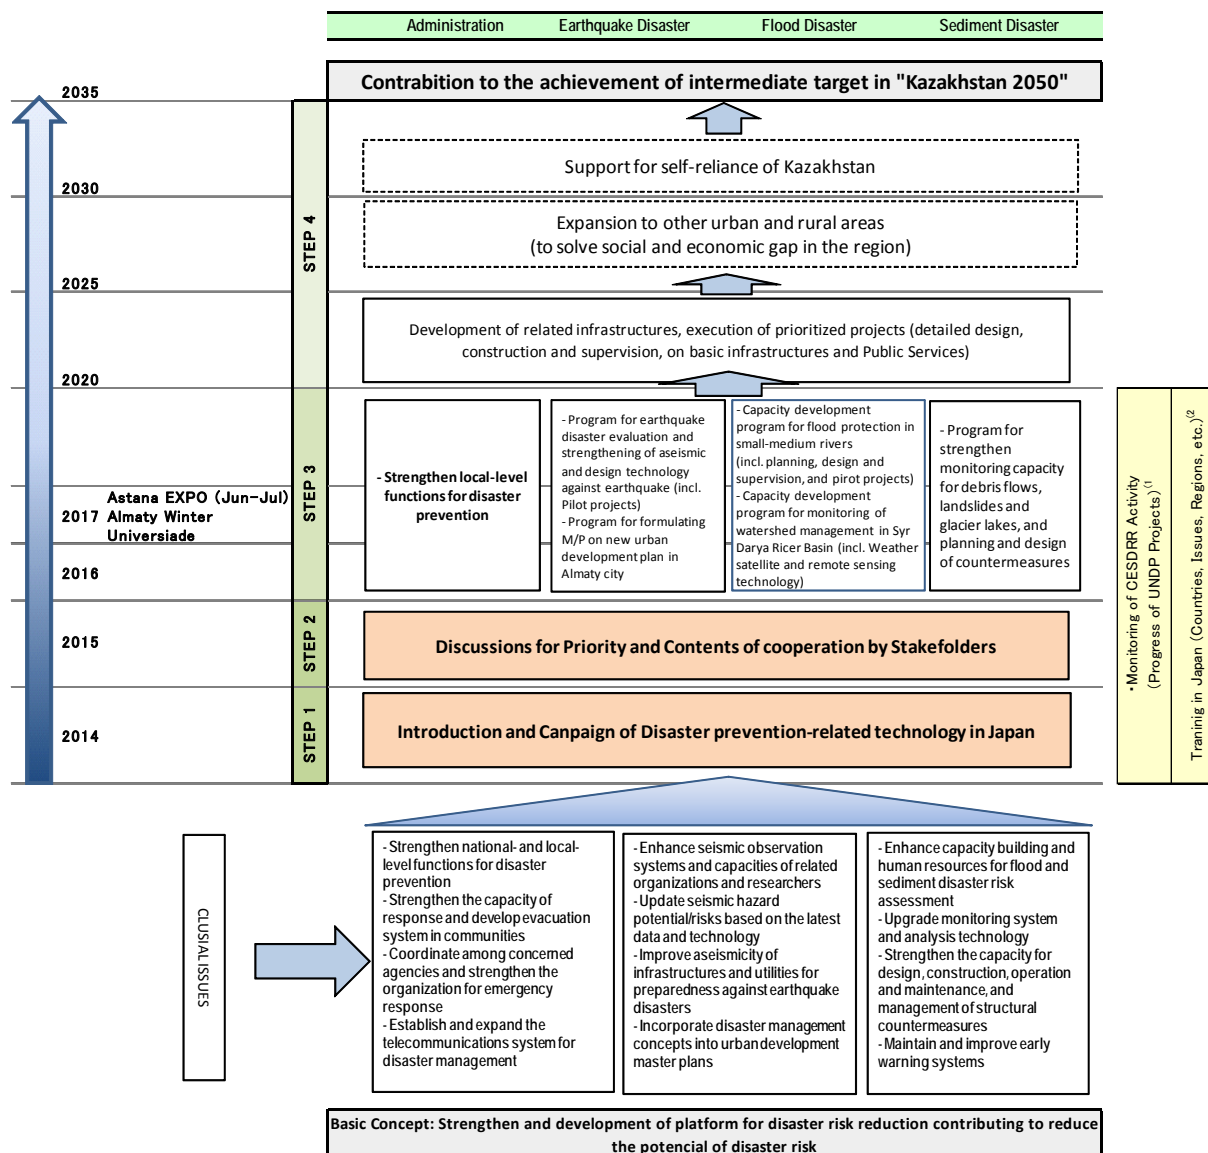 Administration
Earthquake Disaster
Flood Disaster
Sediment Disaster
Contrabition to the achievement of intermediate target in "Kazakhstan 2050"
2035
Support for self-reliance of Kazakhstan
2030
Expansion to other urban and rural areas
(to solve social and economic gap in the region)
STEP 4
2025
Development of related infrastructures, execution of prioritized projects (detailed design,
construction and supervision, on basic infrastructures and Public Services)
2020
STEP 3
- Strengthen local-level
functions for disaster
prevention
- Program for earthquake
disaster evaluation and
strengthening of aseismic
and design technology
against earthquake (incl.
Pilot projects)
- Program for formulating
M/P on new urban
development plan in
Almaty city
- Capacity development
program for flood protection in
small-medium rivers
(incl. planning, design and
supervision, and pirot projects)
- Capacity development
program for monitoring of
watershed management in Syr
Darya Ricer Basin (incl. Weather
satellite and remote sensing
technology)
- Program for
strengthen
monitoring capacity
for debris flows,
landslides and
glacier lakes, and
planning and design
of countermeasures
Astana EXPO (Jun-Jul)
2017 Almaty Winter
Universiade
2016
2015
STEP 2
Discussions for Priority and Contents of cooperation by Stakefolders
2014
STEP 1
Introduction and Canpaign of Disaster prevention-related technology in Japan
・Monitoring of CESDRR Activity
(Progress of UNDP Projects)(1
Traninig in Japan (Countries, Issues, Regions, etc.)(2
CLUSIAL ISSUES
- Strengthen national- and local-
level functions for disaster
prevention
- Strengthen the capacity of
response and develop evacuation
system in communities
- Coordinate among concerned
agencies and strengthen the
organization for emergency
response
- Establish and expand the
telecommunications system for
disaster management
- Enhance seismic observation
systems and capacities of related
organizations and researchers
- Update seismic hazard
potential/risks based on the latest
data and technology
- Improve aseismicity of
infrastructures and utilities for
preparedness against earthquake
disasters
- Incorporate disaster management
concepts into urban development
master plans
- Enhance capacity building and
human resources for flood and
sediment disaster risk
assessment
- Upgrade monitoring system
and analysis technology
- Strengthen the capacity for
design, construction, operation
and maintenance, and
management of structural
countermeasures
- Maintain and improve early
warning systems
Basic Concept: Strengthen and development of platform for disaster risk reduction contributing to reduce
the potencial of disaster risk